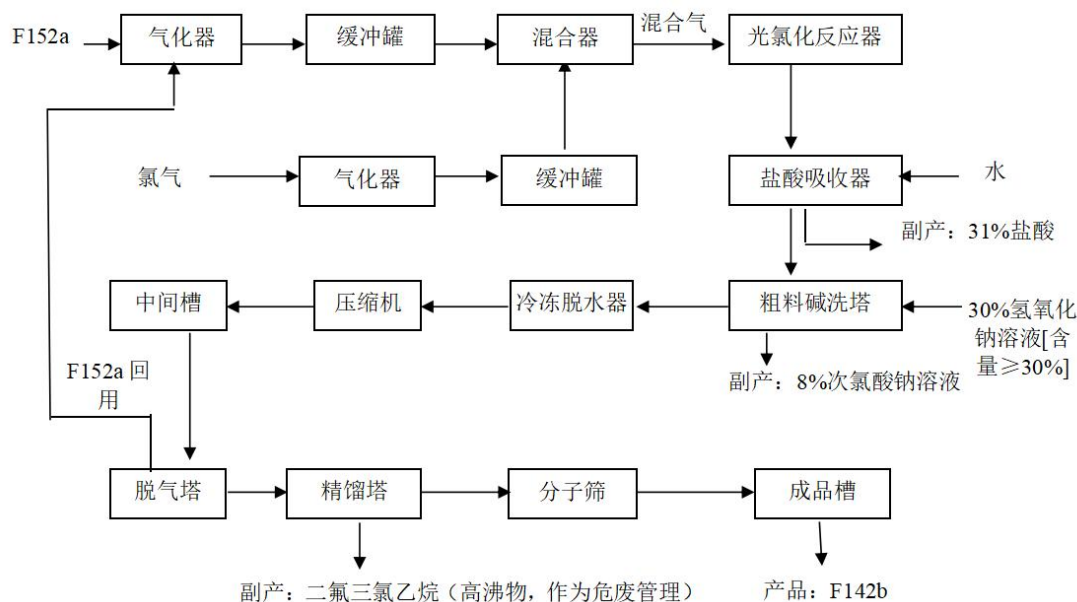 F152a
气化器
缓冲罐
混合器
混合气
光氯化反应器
氯气
气化器
缓冲罐
盐酸吸收器
水
副产：31%盐酸
中间槽
压缩机
冷冻脱水器
粗料碱洗塔
30%氢氧化
钠溶液[含
量≥30%]
F152a 回
用
副产：8%次氯酸钠溶液
脱气塔
精馏塔
分子筛
成品槽
副产：二氟三氯乙烷（高沸物，作为危废管理）
产品：F142b